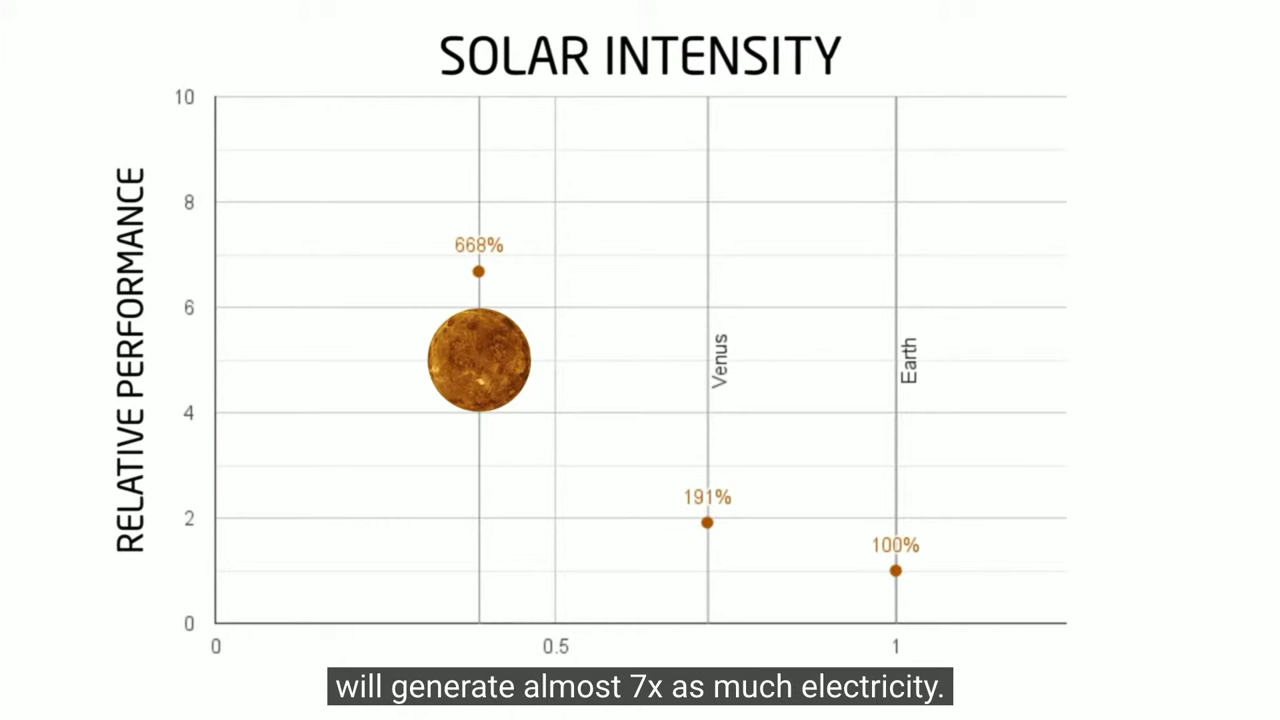 SOLAR INTENSITY
RELATIVE PERFORMANCE
10
8
6
4
2
0
668%
Venus
Earth
191%
100%
0
0.5
1
will generate almost 7x as much electricity.